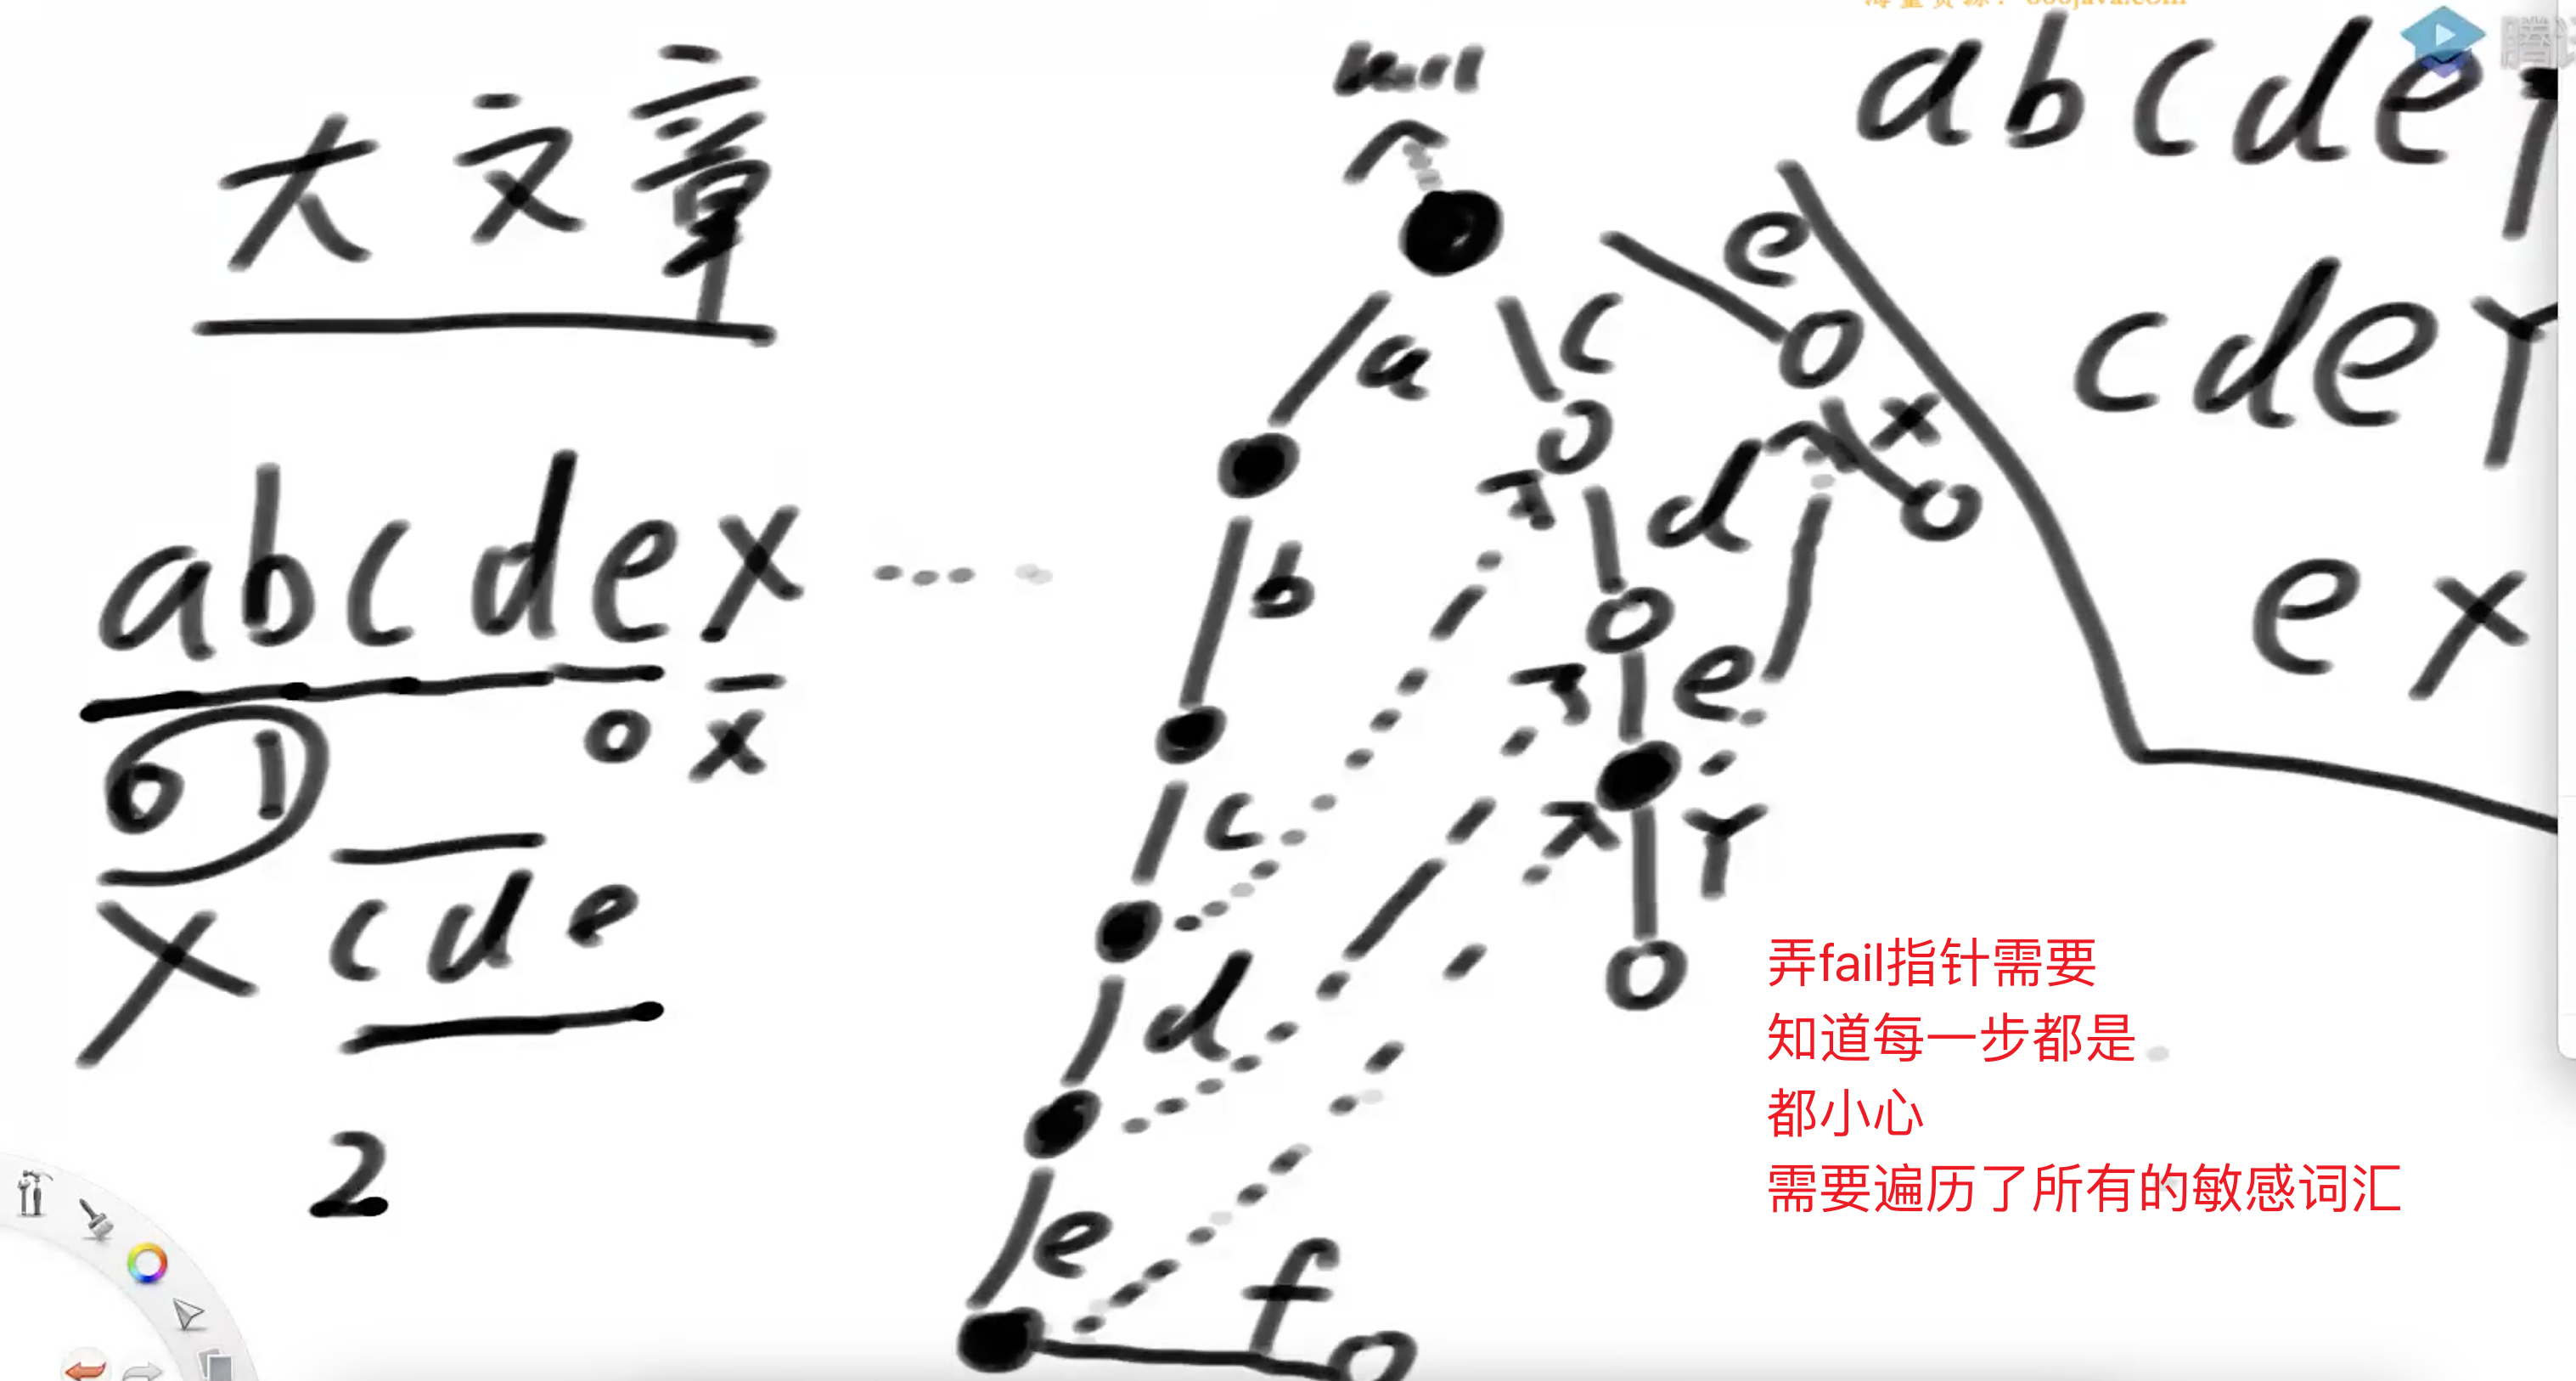 大文章
abcdex
0 1
0 x
x cde
2
null
a
c
e
b
d
x
c
e
d
Y
e
f
abcde
cdeY
ex
弄fail指针需要
知道每一步都是
都小心
需要遍历了所有的敏感词汇